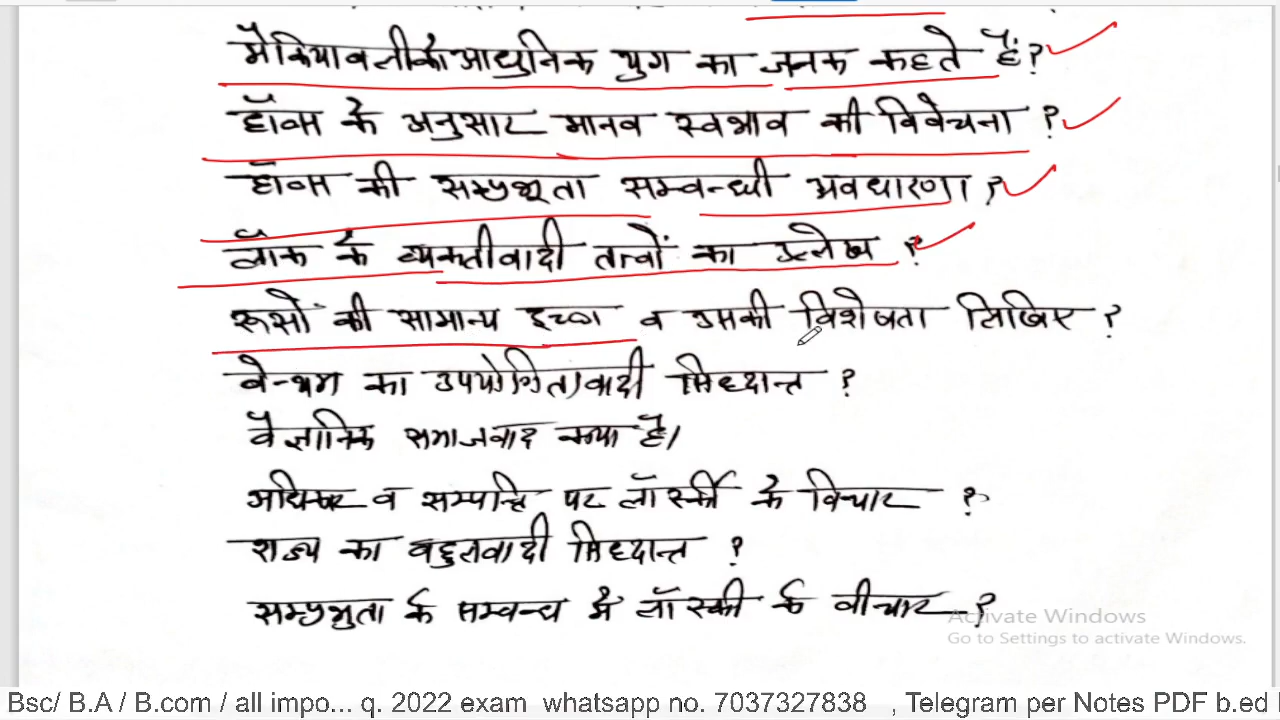 मैकियावलीको आधुनिक युग का जनक कहते हैं?
हॉब्स के अनुसार मानव स्वभाव की विवेचना ?
हॉब्स की सम्प्रभूता सम्बन्धी अवधारणा ?
लॉक के व्यक्तीवादी तत्वों का उल्लेख ?
रूसो की सामान्य इच्छा व उसकी विशेषता लिखिए ?
बेन्थम का उपयोगितावादी सिध्दान्त ?
वैज्ञानिक समाजवाद क्या है।
अधिकार व सम्पत्ति पर लॉस्की के विचार ?
राज्य का बहुलवादी सिध्दान्त ?
सम्प्रभुता के सम्बन्ध में लॉस्की के वीचार ?
Activate Windows
Go to Settings to activate Windows.
Bsc/ B.A / B.com / all impo... q. 2022 exam whatsapp no. 7037327838 , Telegram per Notes PDF b.ed